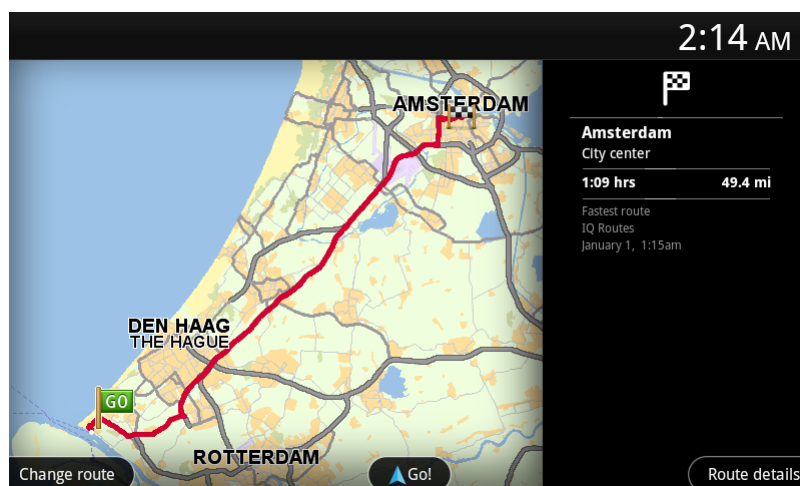 2:14 AM
AMSTERDAM
DEN HAAG
THE HAGUE
GO
ROTTERDAM
Change route
Go!
Amsterdam
City center
1:09 hrs 49.4 mi
Fastest route
IQ Routes
January 1, 1:15am
Route details